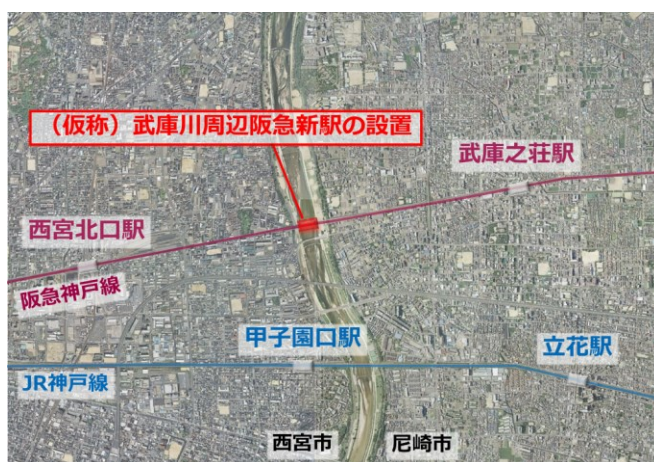 （仮称）武庫川周辺阪急新駅の設置
武庫之荘駅
西宮北口駅
阪急神戸線
甲子園口駅
立花駅
JR神戸線
西宮市
尼崎市